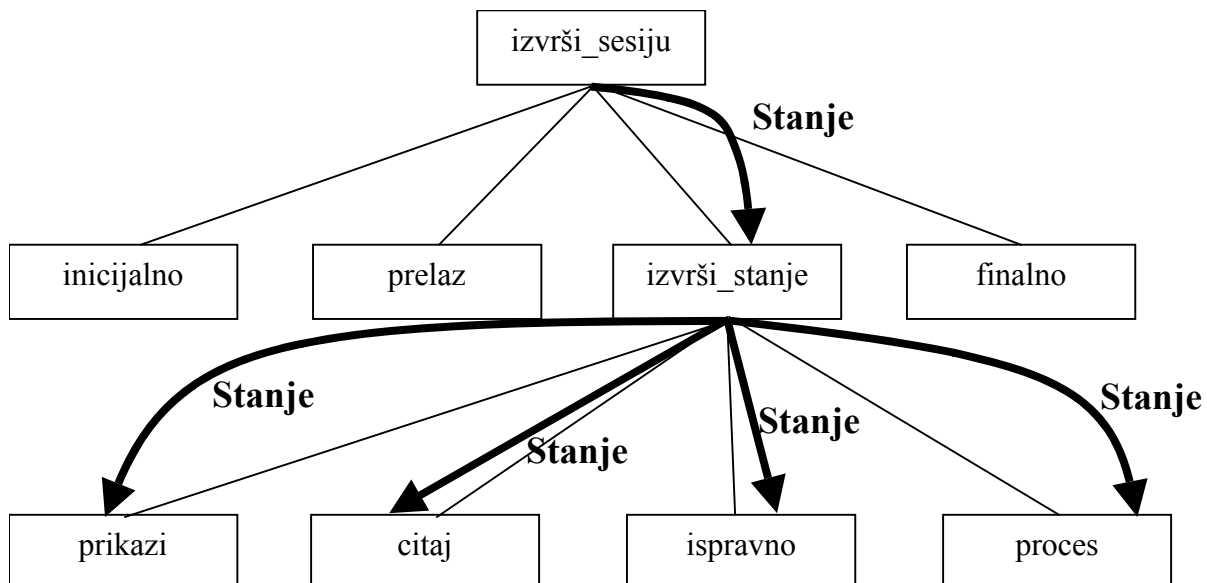 izvrši_sesiju
Stanje
inicijalno
prelaz
izvrši_stanje
finalno
Stanje
Stanje
Stanje
Stanje
prikazi
citaj
ispravno
proces